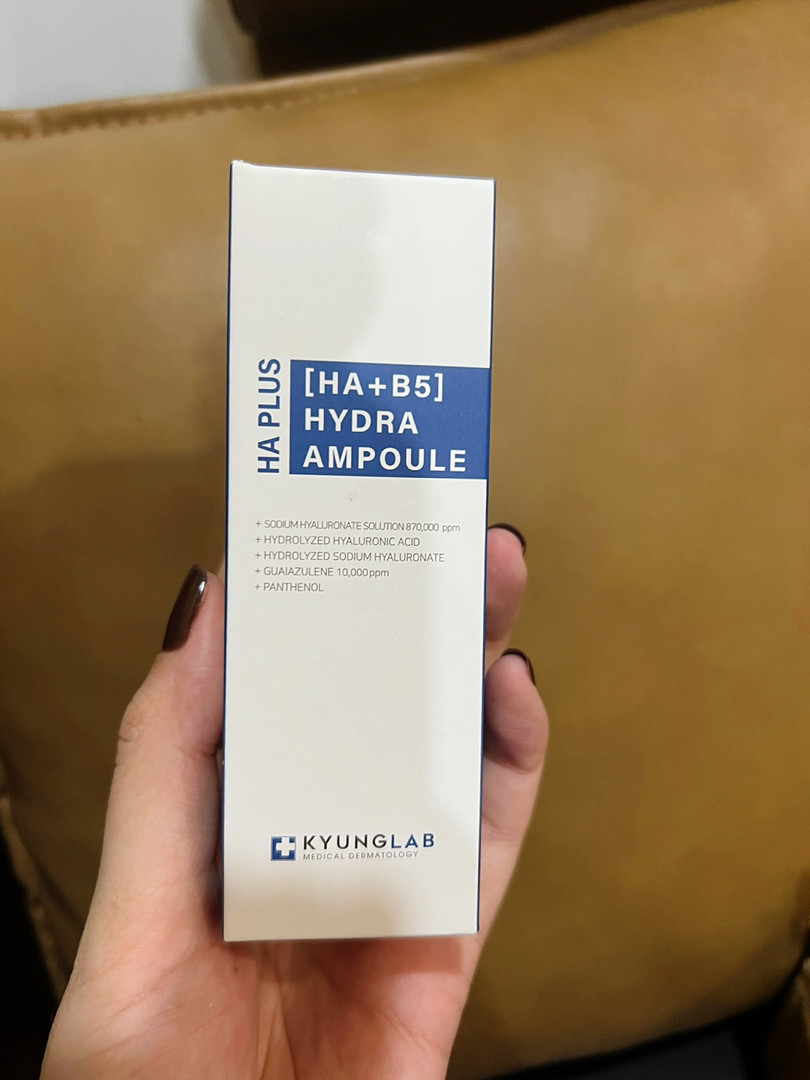 HA PLUS
[HA+B5]
HYDRA
AMPOULE
+ SODIUM HYALURONATE SOLUTION 870,000 ppm
+ HYDROLYZED HYALURONIC ACID
+ HYDROLYZED SODIUM HYALURONATE
+ GUAIAZULENE 10,000ppm
+ PANTHENOL
KYUNGLAB
MEDICAL DERMATOLOGY